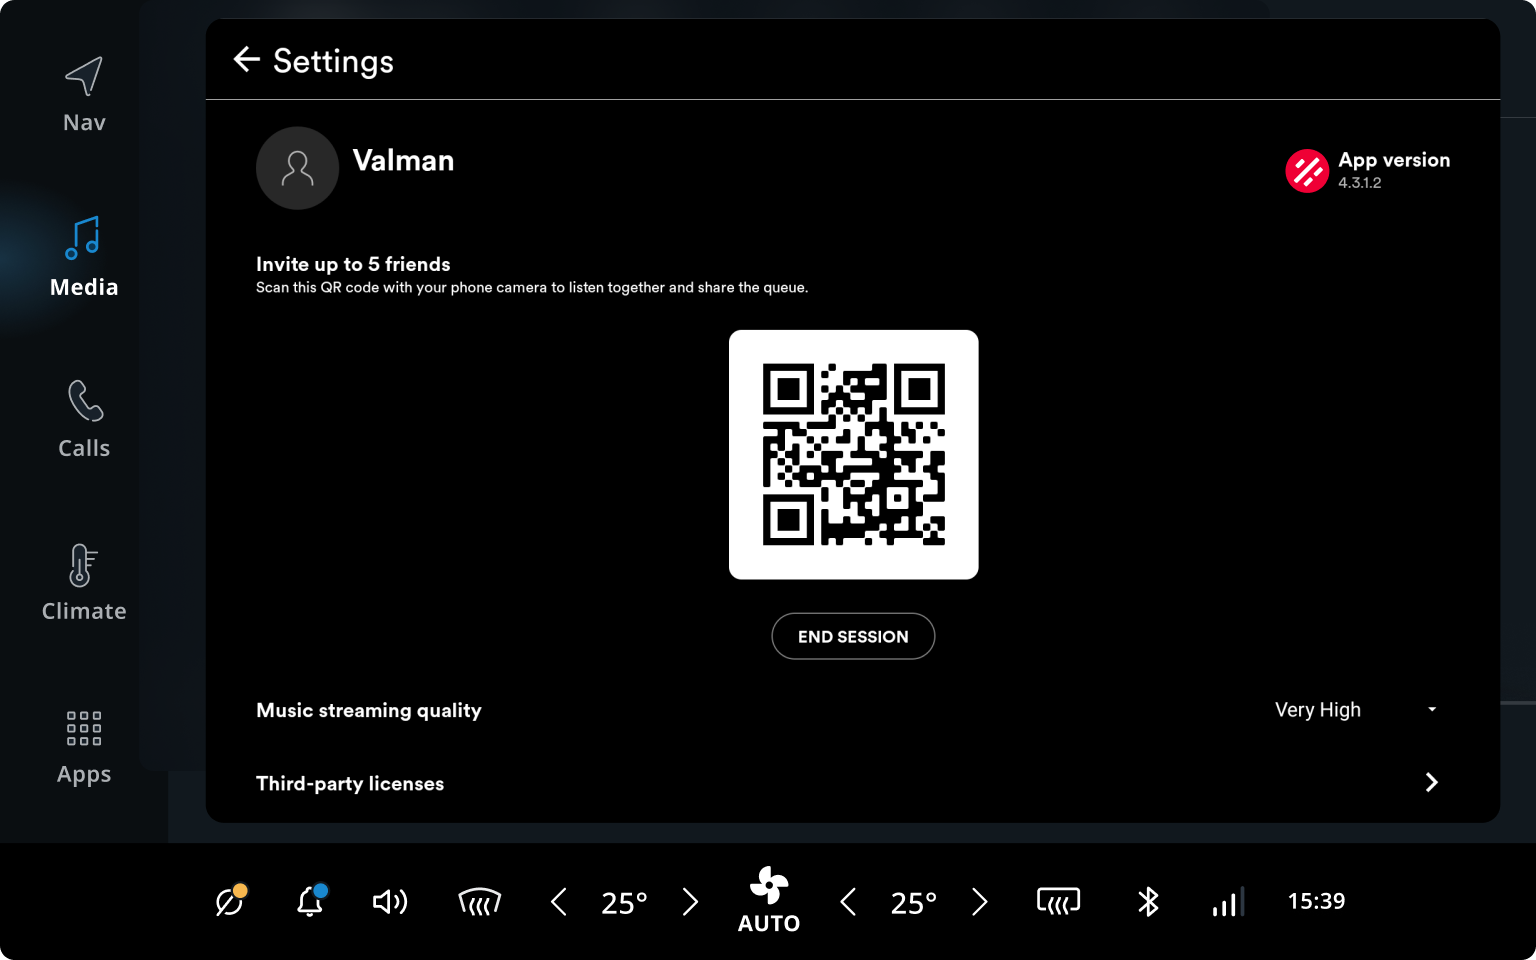 Settings
Nav
Media
Calls
Climate
Apps
Valman
App version
4.3.1.2
Invite up to 5 friends
Scan this QR code with your phone camera to listen together and share the queue.
END SESSION
Music streaming quality
Very High
Third-party licenses
25°
AUTO
25°
15:39